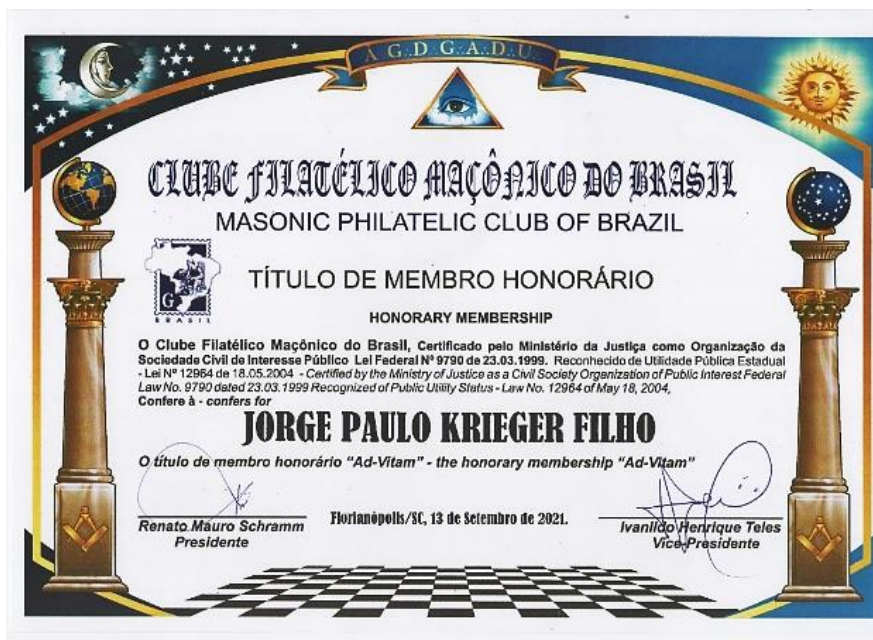 A.G.D.G.A.D.U.
CLUBE FILATÉLICO MAÇÔNICO DO BRASIL
MASONIC PHILATELIC CLUB OF BRAZIL
G
BRASIL
TÍTULO DE MEMBRO HONORÁRIO
HONORARY MEMBERSHIP
O Clube Filatélico Maçônico do Brasil, Certificado pelo Ministério da Justiça como Organização da
Sociedade Civil de Interesse Público Lei Federal Nº 9790 de 23.03.1999. Reconhecido de Utilidade Pública Estadual
- Lei Nº 12964 de 18.05.2004 - Certified by the Ministry of Justice as a Civil Society Organization of Public Interest Federal
Law No. 9790 dated 23.03.1999 Recognized of Public Utility Status - Law No. 12964 of May 18, 2004,
Confere à - confers for
JORGE PAULO KRIEGER FILHO
O título de membro honorário "Ad-Vitam" - the honorary membership "Ad-Vitam"
Renato Mauro Schramm
Presidente
Florianópolis/SC, 13 de Setembro de 2021.
Ivanildo Henrique Teles
Vice-Presidente